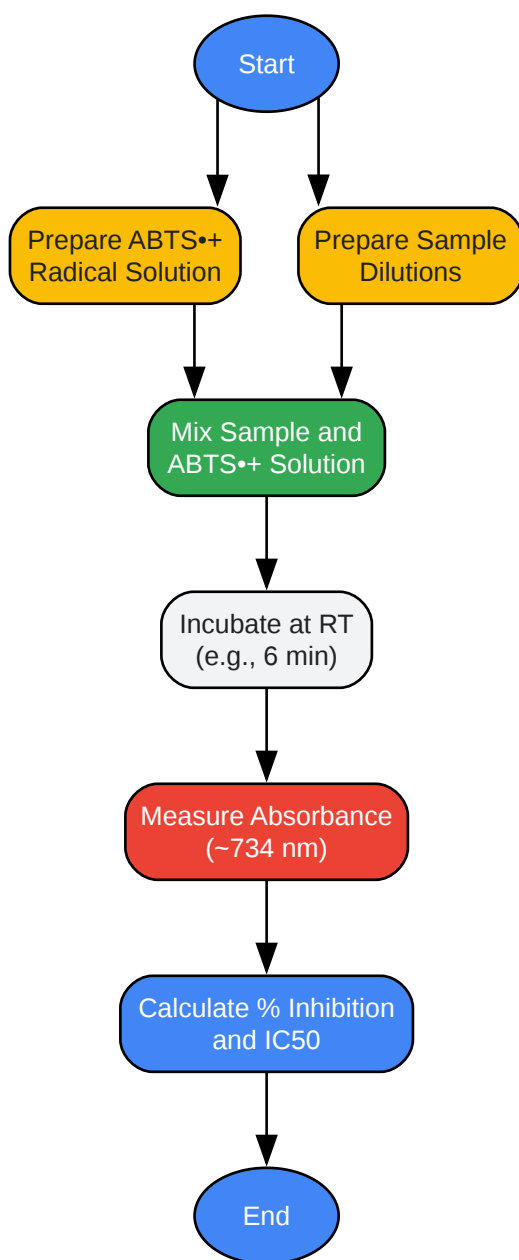 Start
Prepare ABTS•+
Radical Solution
Prepare Sample
Dilutions
Mix Sample and
ABTS•+ Solution
Incubate at RT
(e.g., 6 min)
Measure Absorbance
(~734 nm)
Calculate % Inhibition
and IC50
End